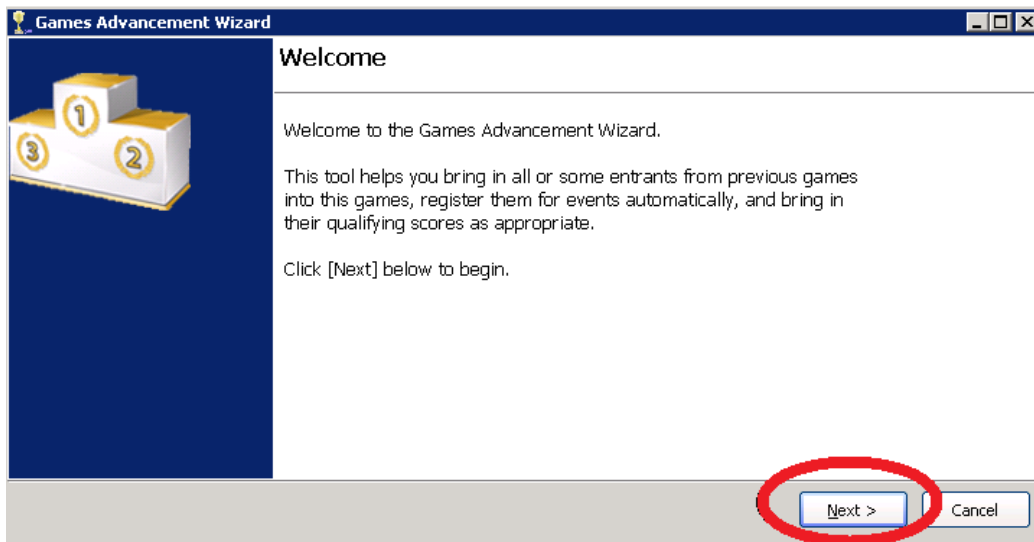 Games Advancement Wizard
Welcome
Welcome to the Games Advancement Wizard.
This tool helps you bring in all or some entrants from previous games
into this games, register them for events automatically, and bring in
their qualifying scores as appropriate.
Click [Next] below to begin.
1
3
2
Next >
Cancel